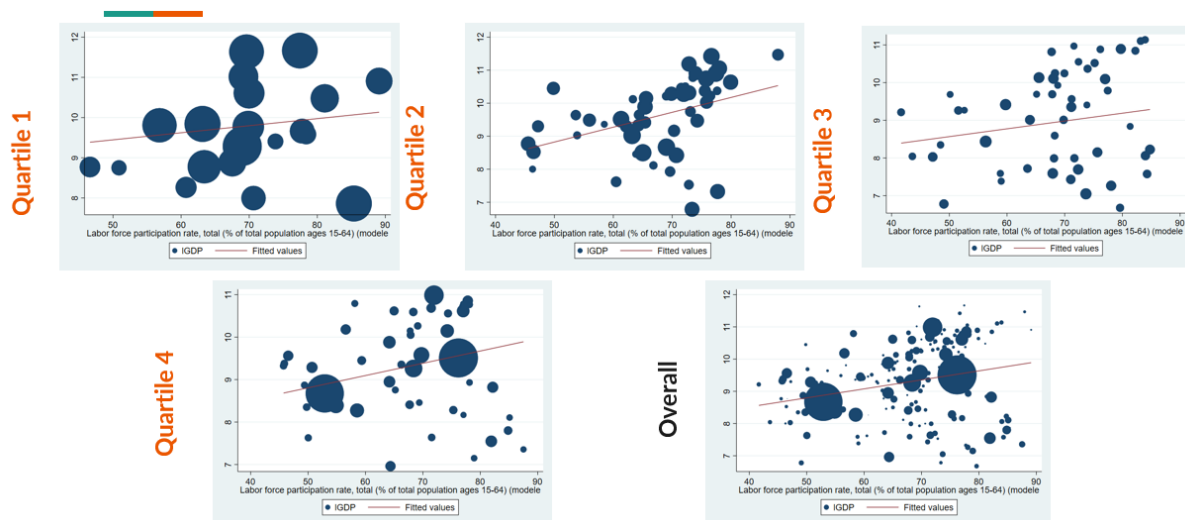 Quartile 1
12
11
10
9
8
50
60
70
80
90
Labor force participation rate, total (% of total population ages 15-64) (modele
lGDP
Fitted values
Quartile 2
12
11
10
9
8
7
50
60
70
80
90
Labor force participation rate, total (% of total population ages 15-64) (modele
lGDP
Fitted values
Quartile 3
11
10
9
8
7
40
50
60
70
80
90
Labor force participation rate, total (% of total population ages 15-64) (modele
lGDP
Fitted values
Quartile 4
11
10
9
8
7
40
50
60
70
80
90
Labor force participation rate, total (% of total population ages 15-64) (modele
lGDP
Fitted values
Overall
12
11
10
9
8
7
40
50
60
70
80
90
Labor force participation rate, total (% of total population ages 15-64) (modele
lGDP
Fitted values